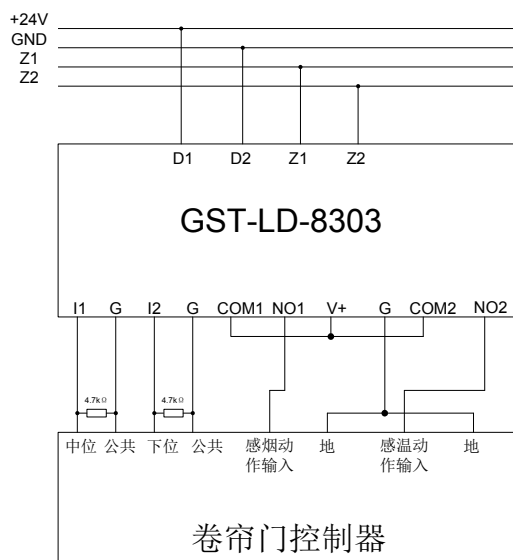 +24V
GND
Z1
Z2
D1 D2 Z1 Z2
GST-LD-8303
I1 G I2 G COM1 NO1 V+ G COM2 NO2
4.7kΩ 4.7kΩ
中位 公共 下位 公共 感烟动作输入 地 感温动作输入 地
卷帘门控制器